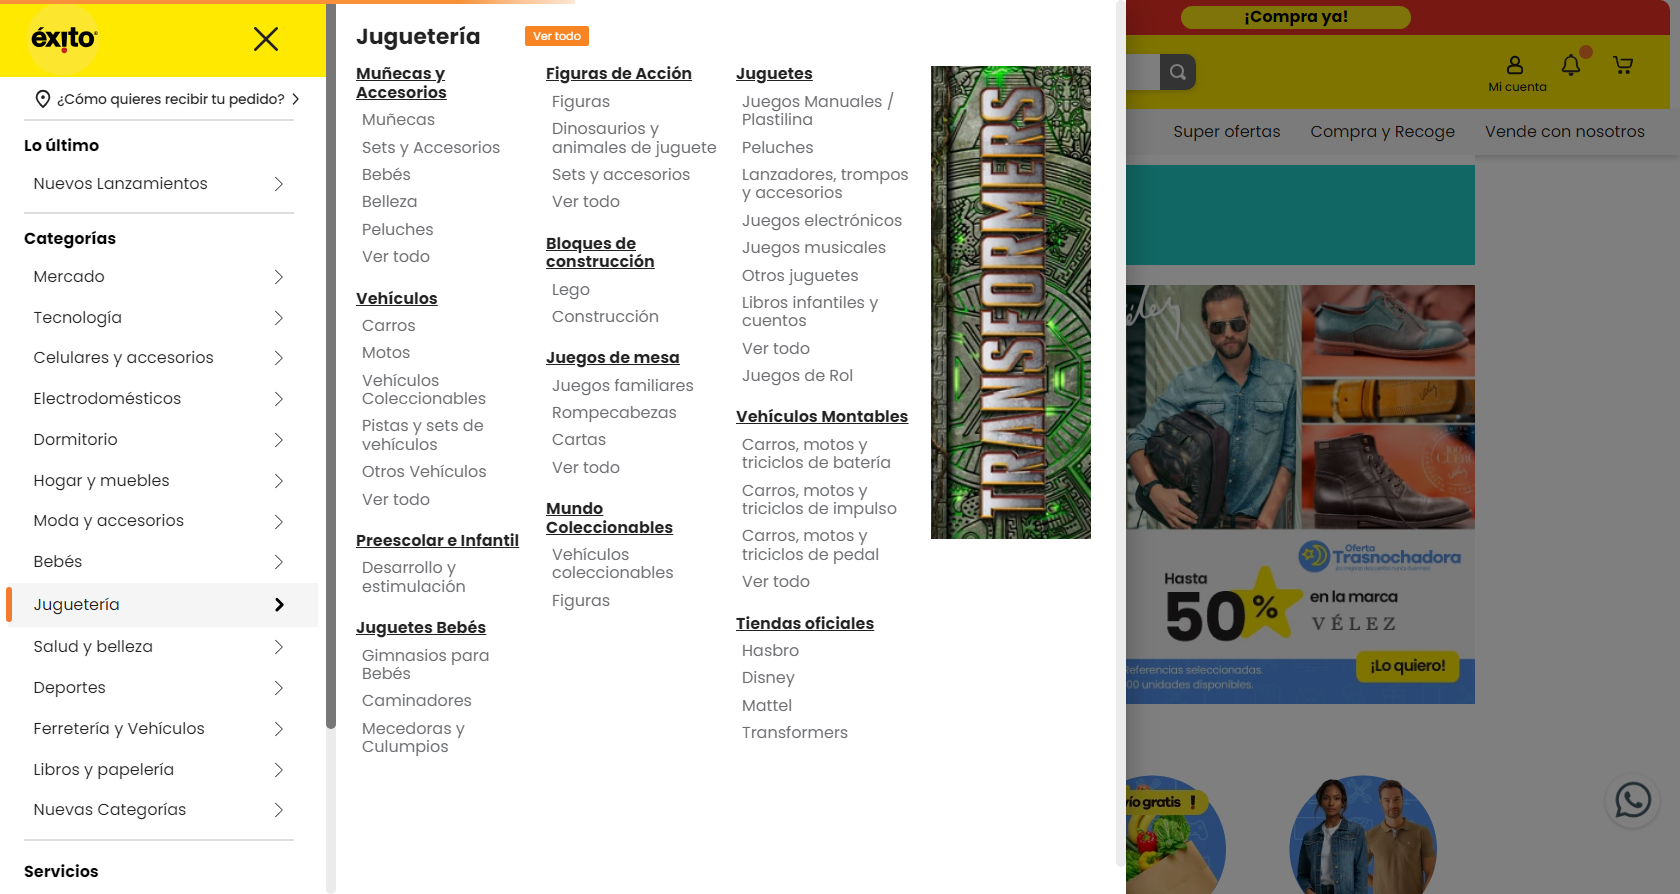 éxito
¿Cómo quieres recibir tu pedido?
Lo último
Nuevos Lanzamientos
Categorías
Mercado
Tecnología
Celulares y accesorios
Electrodomésticos
Dormitorio
Hogar y muebles
Moda y accesorios
Bebés
Juguetería
Salud y belleza
Deportes
Ferretería y Vehículos
Libros y papelería
Nuevas Categorías
Servicios
Juguetería
Ver todo
Muñecas y
Accesorios
Muñecas
Sets y Accesorios
Bebés
Belleza
Peluches
Ver todo
Vehículos
Carros
Motos
Vehículos
Coleccionables
Pistas y sets de
vehículos
Otros Vehículos
Ver todo
Preescolar e Infantil
Desarrollo y
estimulación
Juguetes Bebés
Gimnasios para
Bebés
Caminadores
Mecedoras y
Culumpios
Figuras de Acción
Figuras
Dinosaurios y
animales de juguete
Sets y accesorios
Ver todo
Bloques de
construcción
Lego
Construcción
Juegos de mesa
Juegos familiares
Rompecabezas
Cartas
Ver todo
Mundo
Coleccionables
Vehículos
coleccionables
Figuras
Juguetes
Juegos Manuales /
Plastilina
Peluches
Lanzadores, trompos
y accesorios
Juegos electrónicos
Juegos musicales
Otros juguetes
Libros infantiles y
cuentos
Ver todo
Juegos de Rol
Vehículos Montables
Carros, motos y
triciclos de batería
Carros, motos y
triciclos de impulso
Carros, motos y
triciclos de pedal
Ver todo
Tiendas oficiales
Hasbro
Disney
Mattel
Transformers
TRANSFORMERS
¡Compra ya!
Mi cuenta
Super ofertas
Compra y Recoge
Vende con nosotros
Oferta
Trasnochadora
Hasta
50%
en la marca
VÉLEZ
¡Lo quiero!
referencias seleccionadas.
00 unidades disponibles.
ío gratis !